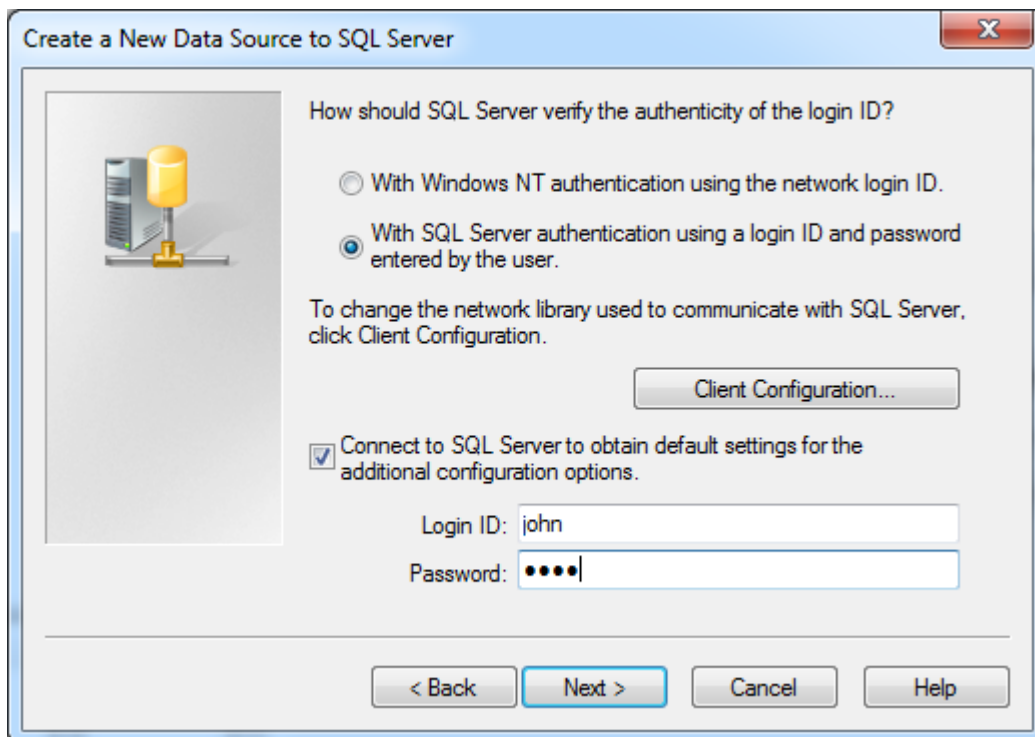 Create a New Data Source to SQL Server
How should SQL Server verify the authenticity of the login ID?
With Windows NT authentication using the network login ID.
With SQL Server authentication using a login ID and password
entered by the user.
To change the network library used to communicate with SQL Server,
click Client Configuration.
Client Configuration...
Connect to SQL Server to obtain default settings for the
additional configuration options.
Login ID: john
Password: ●●●●
< Back Next > Cancel Help